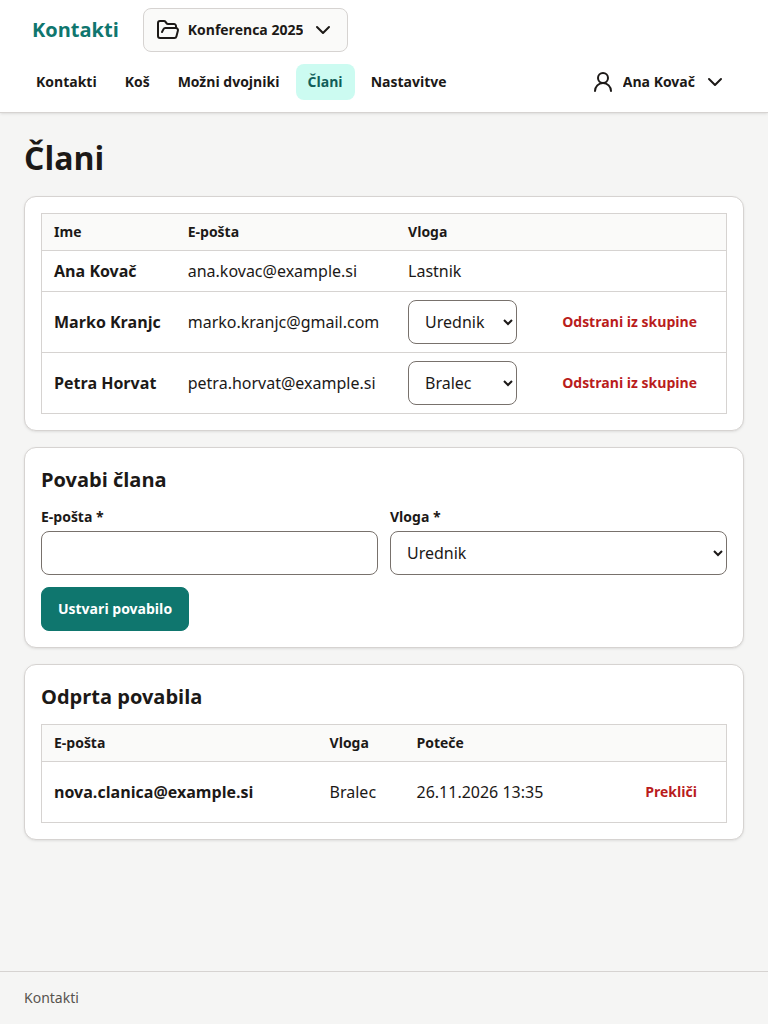 Kontakti
Konferenca 2025
Kontakti Koš Možni dvojniki Člani Nastavitve Ana Kovač
Člani
Ime E-pošta Vloga
Ana Kovač ana.kovac@example.si Lastnik
Marko Kranjc marko.kranjc@gmail.com Urednik Odstrani iz skupine
Petra Horvat petra.horvat@example.si Bralec Odstrani iz skupine
Povabi člana
E-pošta * Vloga *
Urednik
Ustvari povabilo
Odprta povabila
E-pošta Vloga Poteče
nova.clanica@example.si Bralec 26.11.2026 13:35 Prekliči
Kontakti